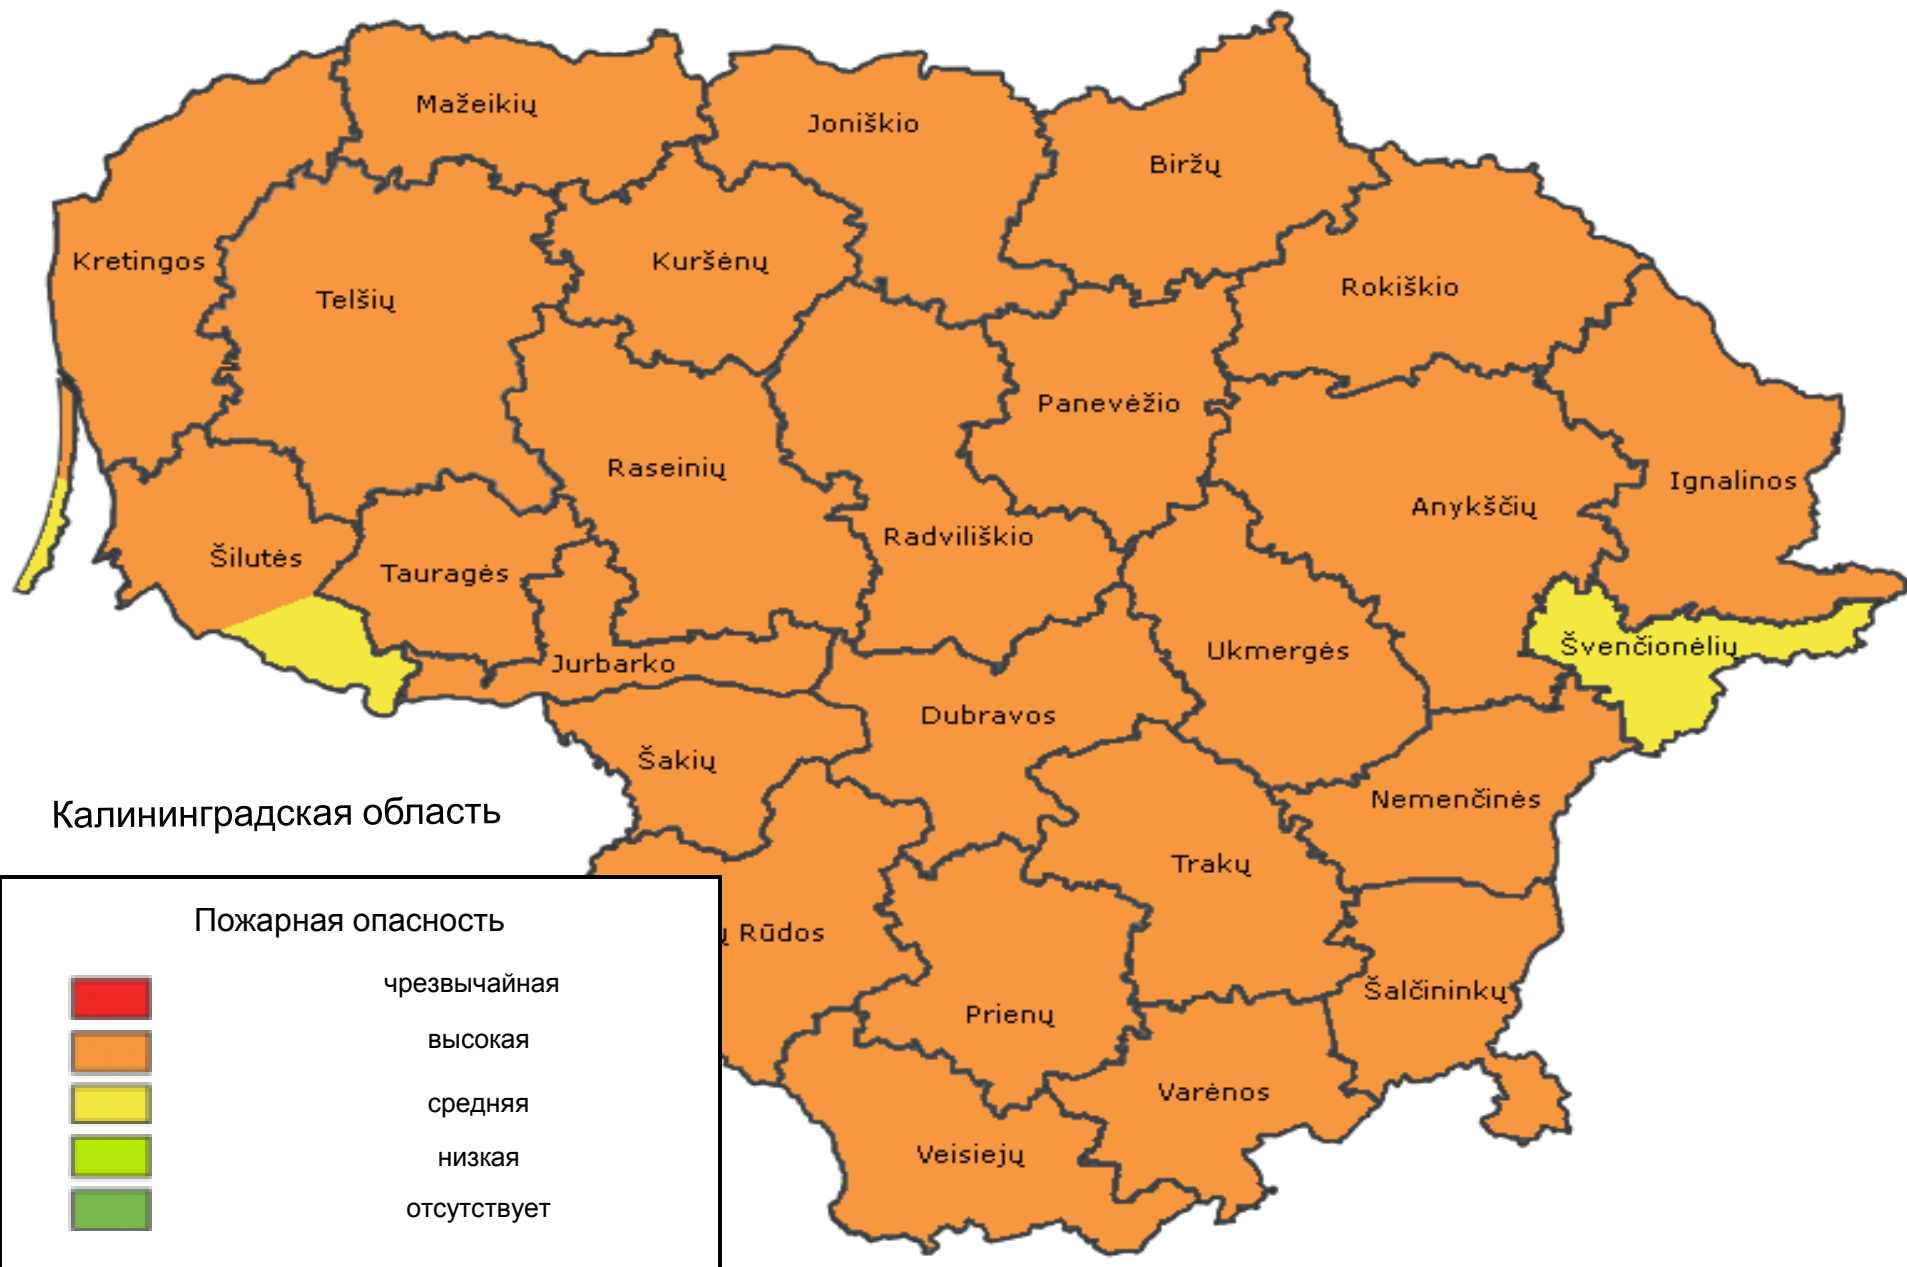 Mažeikių
Joniškio
Biržų
Kretingos
Telšių
Kuršėnų
Rokiškio
Panevėžio
Raseinių
Ignalinos
Anykščių
Radviliškio
Šilutės
Tauragės
Švenčionėlių
Ukmergės
Jurbarko
Dubravos
Šakių
Nemenčinės
Калининградская область
Trakų
Пожарная опасность
ų Rūdos
чрезвычайная
Šalčininkų
Prienų
высокая
Varėnos
средняя
Veisiejų
низкая
отсутствует